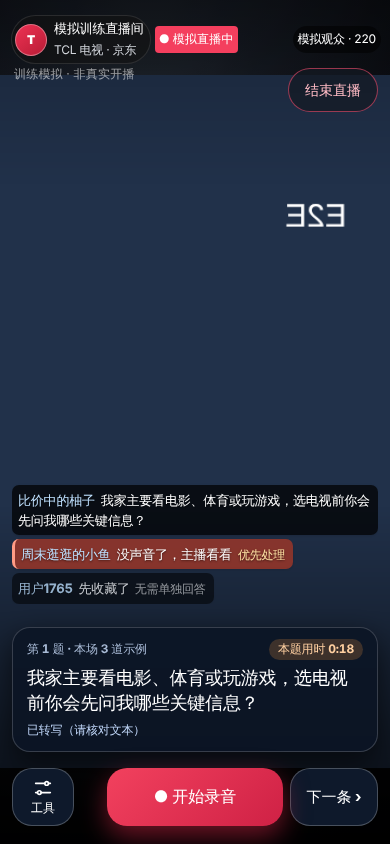 T
模拟训练直播间
TCL 电视 · 京东
模拟直播中
模拟观众 · 220
训练模拟 · 非真实开播
结束直播
E2E
比价中的柚子 我家主要看电影、体育或玩游戏，选电视前你会
先问我哪些关键信息？
周末逛逛的小鱼 没声音了，主播看看 优先处理
用户1765 先收藏了 无需单独回答
第 1 题 · 本场 3 道示例
本题用时 0:18
我家主要看电影、体育或玩游戏，选电视
前你会先问我哪些关键信息？
已转写（请核对文本）
工具
开始录音
下一条 ›